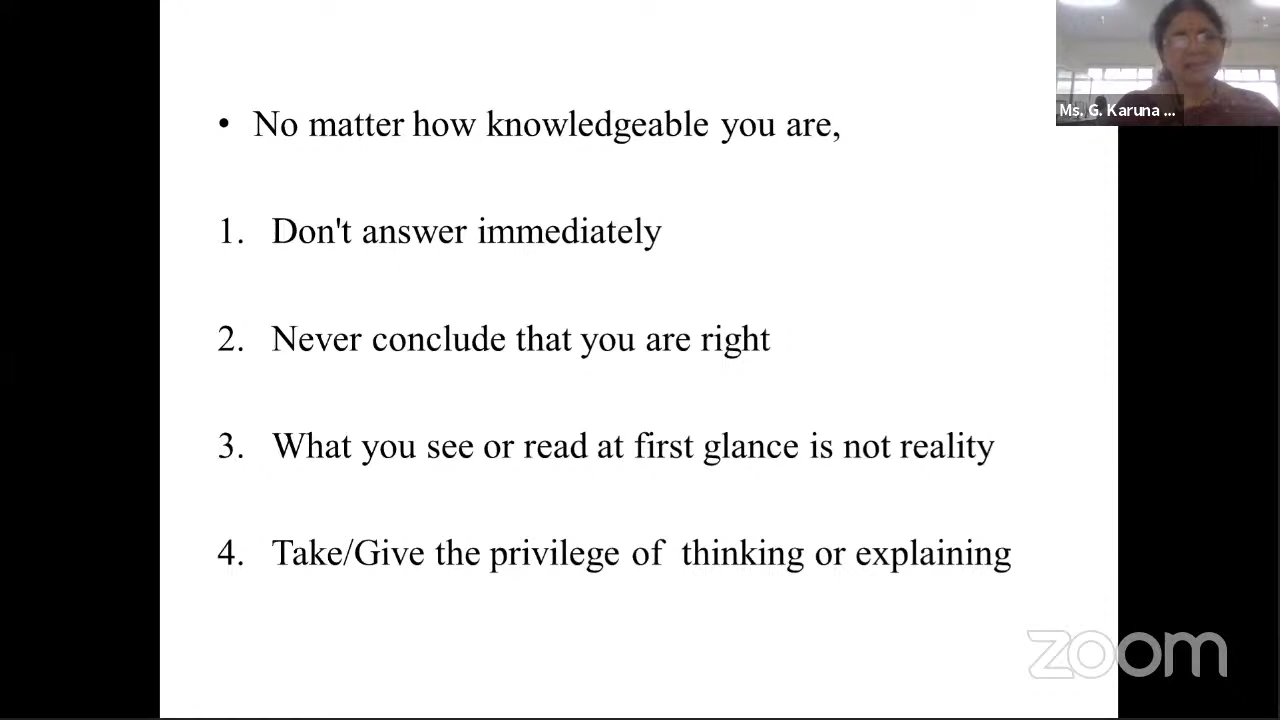 • No matter how knowledgeable you are,
1. Don't answer immediately
2. Never conclude that you are right
3. What you see or read at first glance is not reality
4. Take/Give the privilege of  thinking or explaining
Ms. G. Karuna ...
zoom